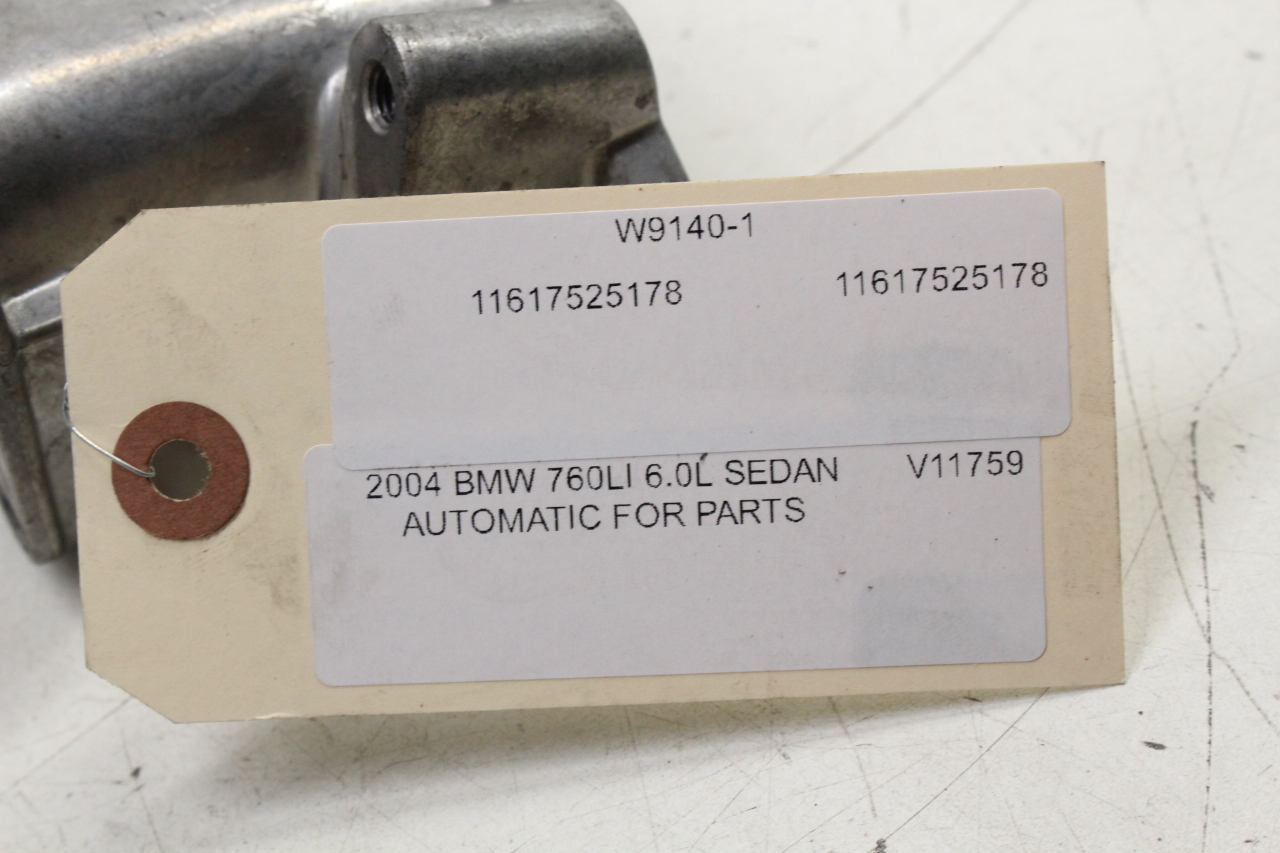 W9140-1
11617525178 11617525178
2004 BMW 760LI 6.0L SEDAN V11759
AUTOMATIC FOR PARTS